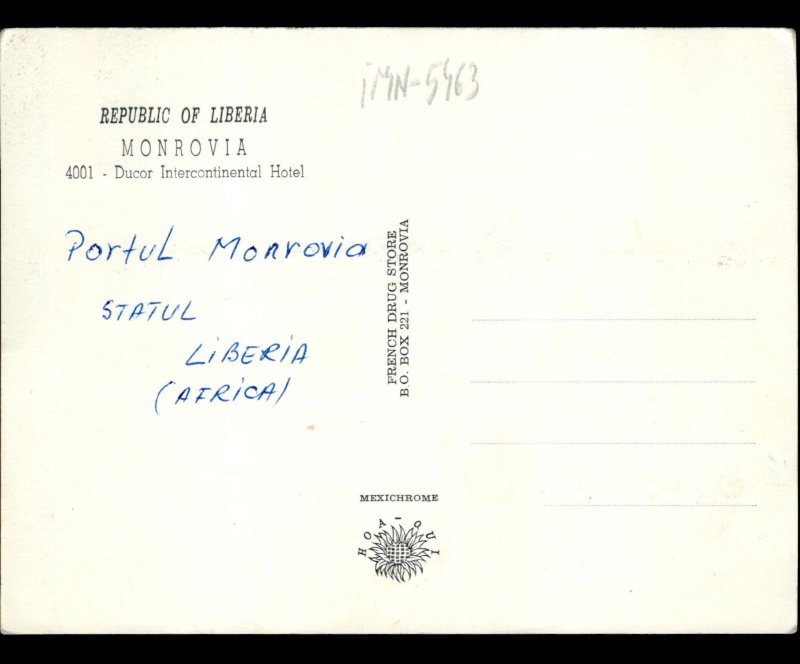 iMN-5463
REPUBLIC OF LIBERIA
MONROVIA
4001 - Ducor Intercontinental Hotel
Portul Monrovia
STATUL
LiBERiA
(AFRiCA)
FRENCH DRUG STORE
B.O. BOX 221 - MONROVIA
MEXICHROME
HOA-QUI